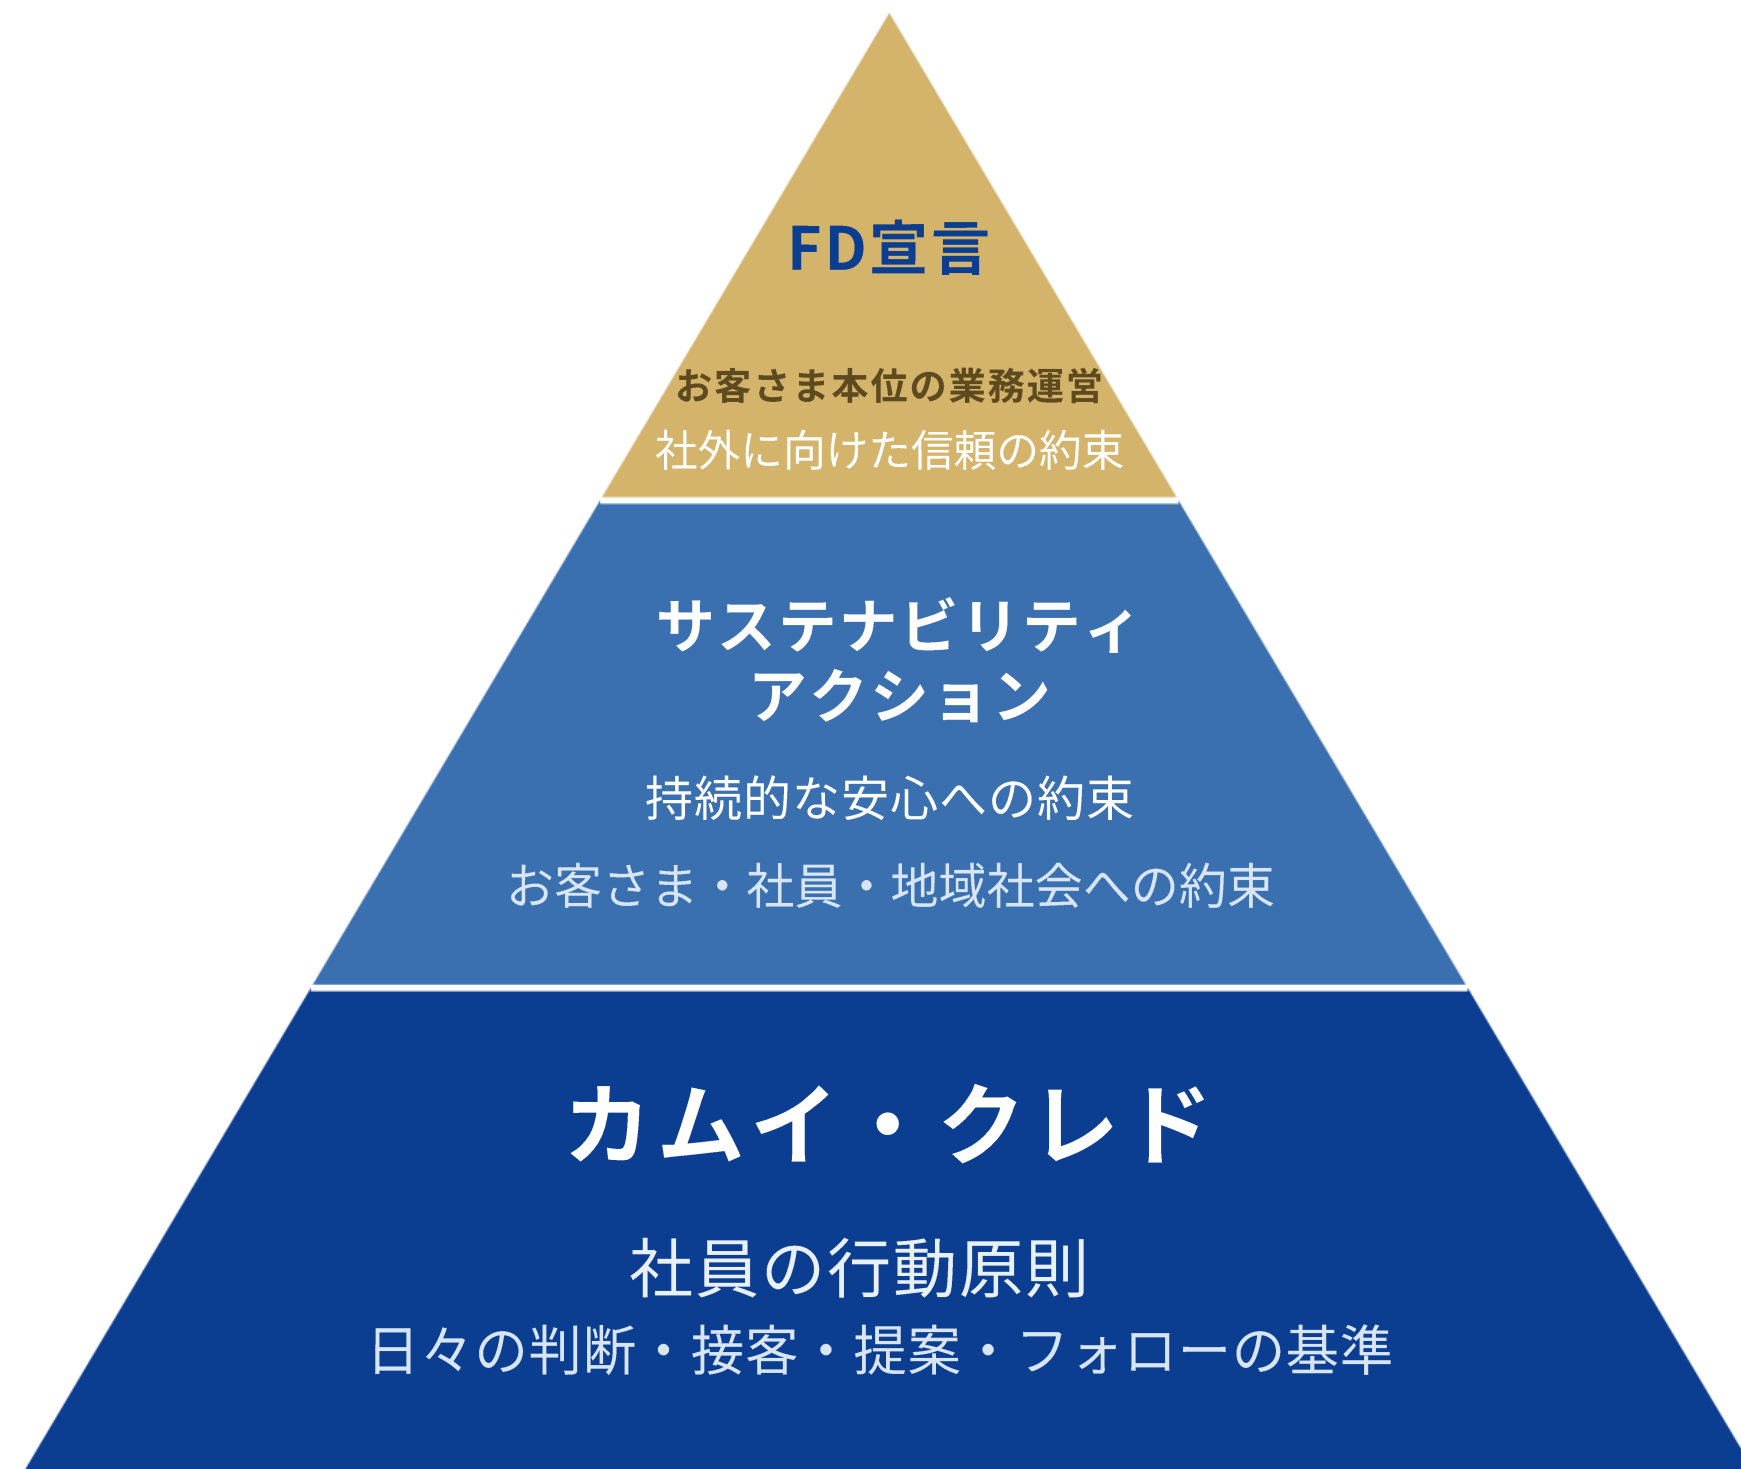 FD宣言
お客さま本位の業務運営
社外に向けた信頼の約束
サステナビリティ
アクション
持続的な安心への約束
お客さま・社員・地域社会への約束
カムイ・クレド
社員の行動原則
日々の判断・接客・提案・フォローの基準